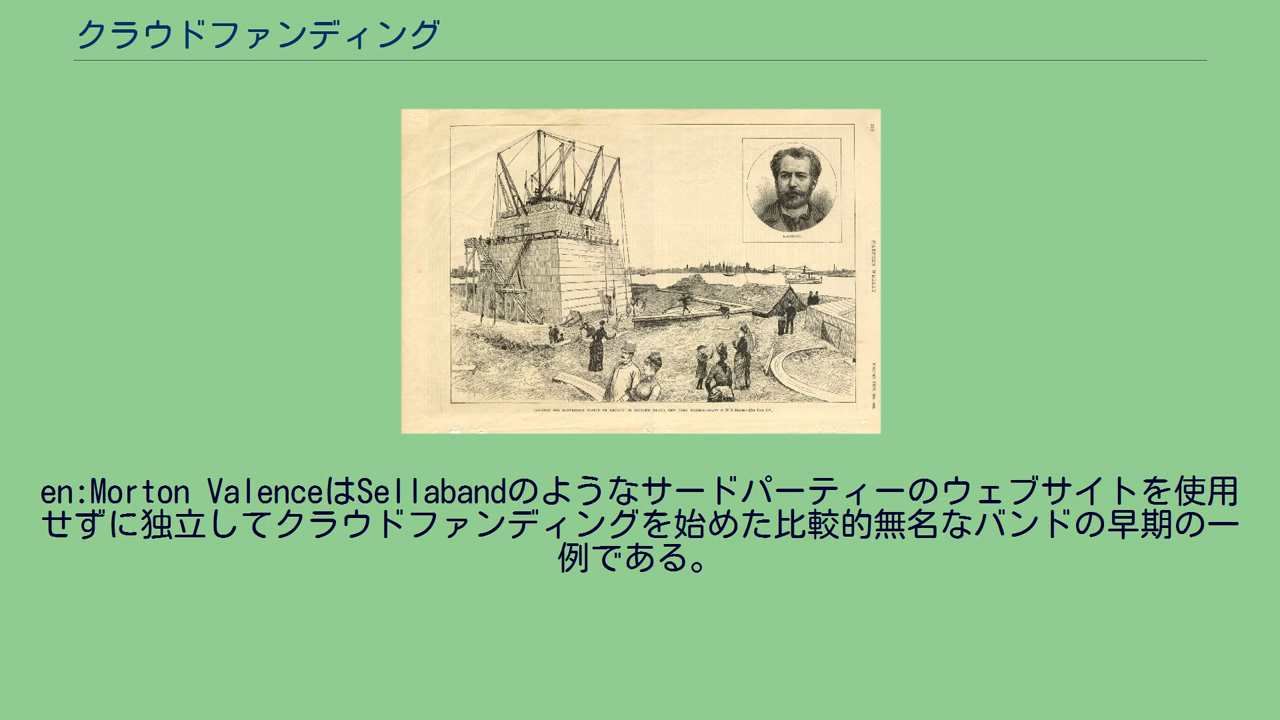 クラウドファンディング
HARPER'S WEEKLY
en:Morton ValenceはSellabandのようなサードパーティーのウェブサイトを使用
せずに独立してクラウドファンディングを始めた比較的無名なバンドの早期の一
例である。